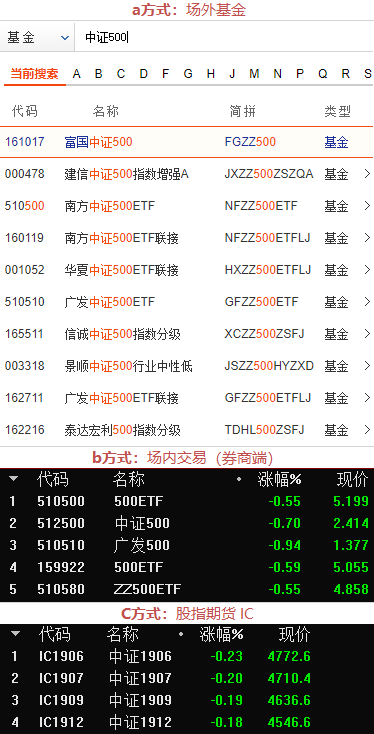 a方式：场外基金
基金 中证500
当前搜索 A B C D F G H J M N P Q R S
代码 名称 简拼 类型
161017 富国中证500 FGZZ500 基金
000478 建信中证500指数增强A JXZZ500ZSZQA 基金
510500 南方中证500ETF NFZZ500ETF 基金
160119 南方中证500ETF联接 NFZZ500ETFLJ 基金
001052 华夏中证500ETF联接 HXZZ500ETFLJ 基金
510510 广发中证500ETF GFZZ500ETF 基金
165511 信诚中证500指数分级 XCZZ500ZSFJ 基金
003318 景顺中证500行业中性低 JSZZ500HYZXD 基金
162711 广发中证500ETF联接 GFZZ500ETFLJ 基金
162216 泰达宏利500指数分级 TDHL500ZSFJ 基金
b方式：场内交易（券商端）
代码 名称 涨幅% 现价
1 510500 500ETF -0.55 5.199
2 512500 中证500 -0.70 2.414
3 510510 广发500 -0.94 1.377
4 159922 500ETF -0.59 5.055
5 510580 ZZ500ETF -0.55 4.858
C方式：股指期货 IC
代码 名称 涨幅% 现价
1 IC1906 中证1906 -0.23 4772.6
2 IC1907 中证1907 -0.20 4710.4
3 IC1909 中证1909 -0.19 4636.6
4 IC1912 中证1912 -0.18 4546.6